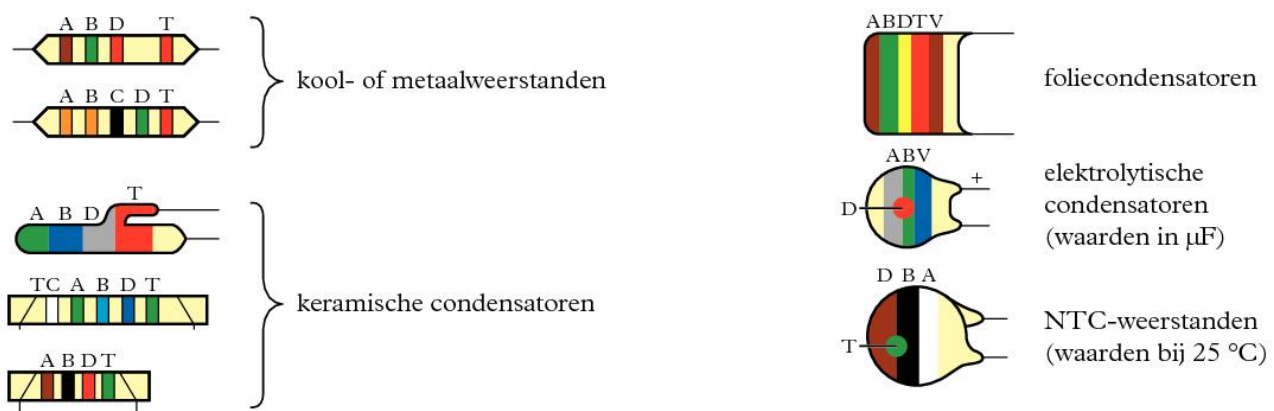 A B D T
kool- of metaalweerstanden
A B C D T
T
A B D
TC A B D T
keramische condensatoren
A B D T
ABDTV
foliecondensatoren
ABV
+
D
elektrolytische
condensatoren
(waarden in µF)
D B A
T
NTC-weerstanden
(waarden bij 25 °C)